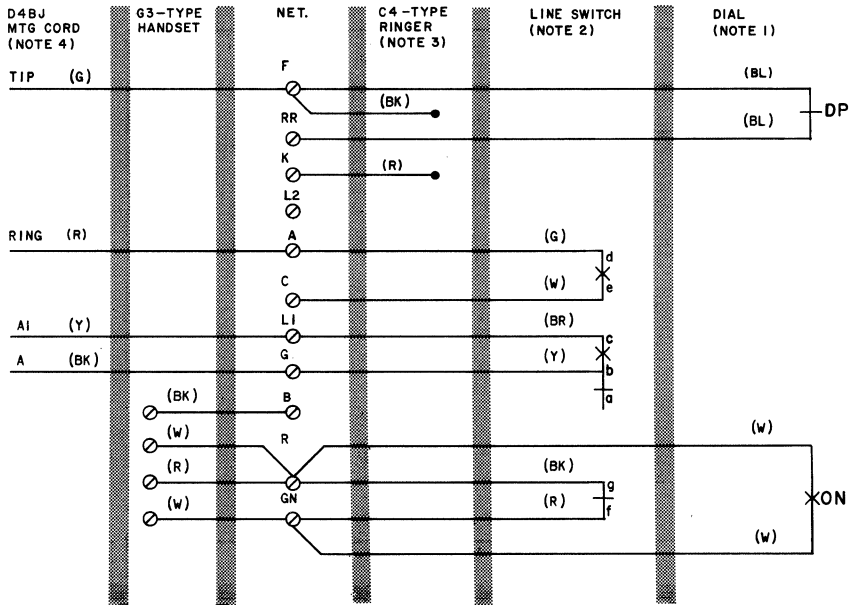 D4BJ
MTG CORD
(NOTE 4)
G3-TYPE
HANDSET
NET.
C4-TYPE
RINGER
(NOTE 3)
LINE SWITCH
(NOTE 2)
DIAL
(NOTE 1)
TIP (G) F (BL)
(BK) DP
RR (BL)
K (R)
L2
RING (R) A (G)
d
C (W) e
A1 (Y) L1 (BR)
c
A (BK) G (Y) b
a
(BK) B
(W) R (W)
(R) (BK)
g
(W) GN (R) f
ON
(W)